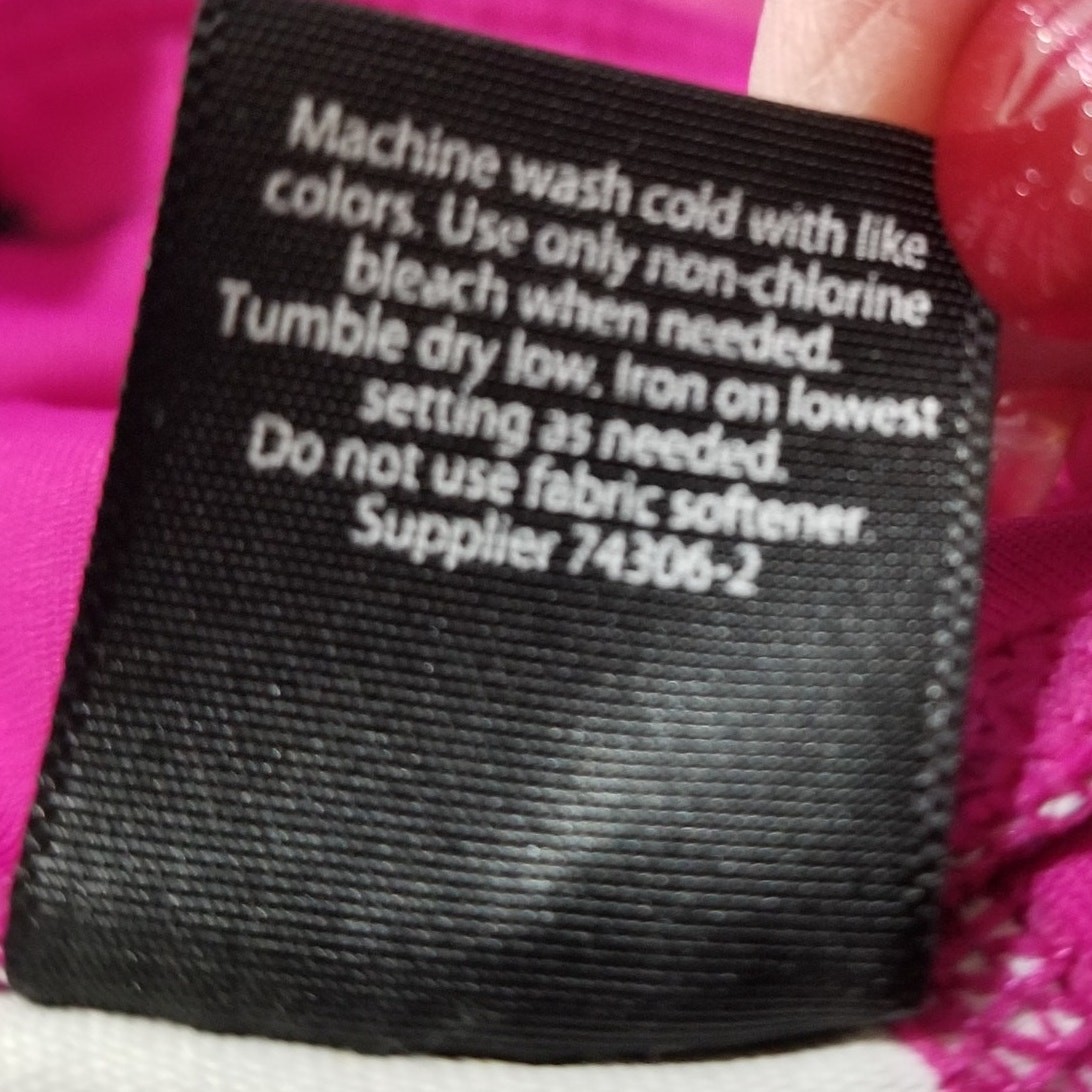 Machine wash cold with like
colors. Use only non-chlorine
bleach when needed.
Tumble dry low. Iron on lowest
setting as needed.
Do not use fabric softener.
Supplier 74306-2